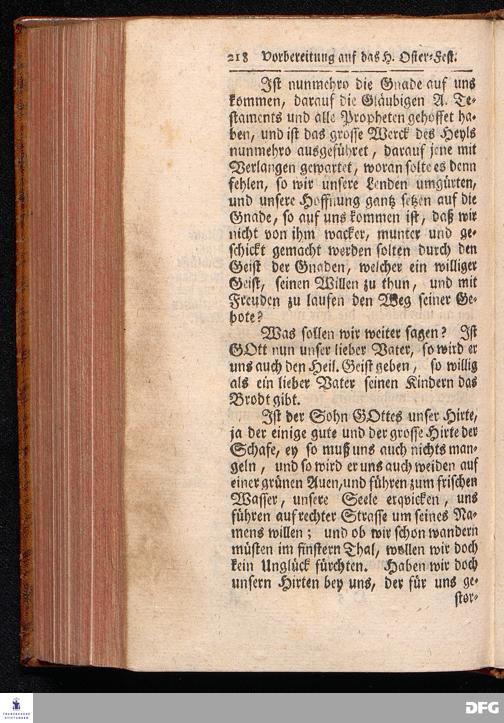 218 Vorbereitung auf das H. Oster-Fest.
Ist nunmehro die Gnade auf uns
kommen, darauf die Gläubigen A. Te-
staments und alle Propheten gehoffet ha-
ben, und ist das grosse Werck des Heyls
nunmehro ausgeführet, darauf jene mit
Verlangen gewartet, woran solte es denn
fehlen, so wir unsere Lenden umgürten,
und unsere Hoffnung gantz setzen auf die
Gnade, so auf uns kommen ist, daß wir
nicht von ihm wacker, munter und ge-
schickt gemacht werden solten durch den
Geist der Gnaden, welcher ein williger
Geist, seinen Willen zu thun, und mit
Freuden zu laufen den Weg seiner Ge-
bote?
Was sollen wir weiter sagen? Ist
GOtt nun unser lieber Vater, so wird er
uns auch den Heil. Geist geben, so willig
als ein lieber Vater seinen Kindern das
Brodt gibt.
Ist der Sohn GOttes unser Hirte,
ja der einige gute und der grosse Hirte der
Schafe, ey so muß uns auch nichts man-
geln, und so wird er uns auch weiden auf
einer grünen Auen, und führen zum frischen
Wasser, unsere Seele erqvicken, uns
führen auf rechter Strasse um seines Na-
mens willen; und ob wir schon wandern
müsten im finstern Thal, wollen wir doch
kein Unglück fürchten. Haben wir doch
unsern Hirten bey uns, der für uns ge-
stor-
DFG